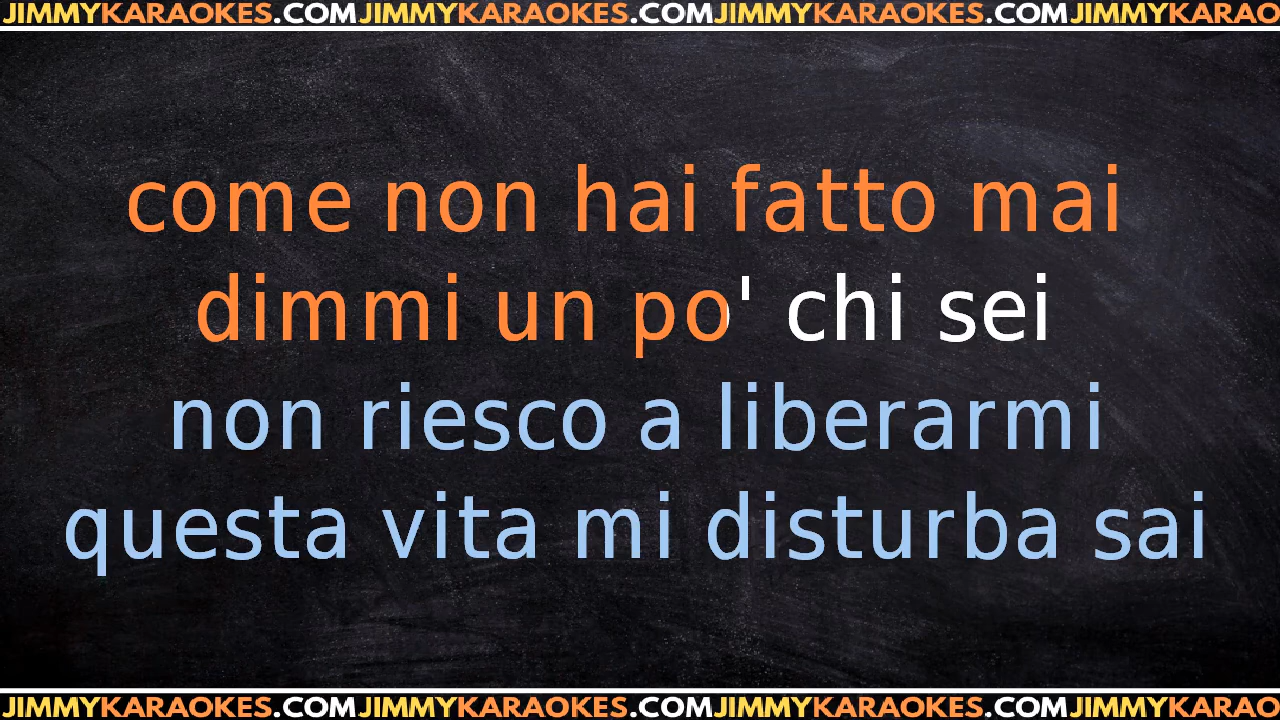 JIMMYKARAOKES.COMJIMMYKARAOKES.COMJIMMYKARAOKES.COMJIMMYKARAO
come non hai fatto mai
dimmi un po' chi sei
non riesco a liberarmi
questa vita mi disturba sai
JIMMYKARAOKES.COMJIMMYKARAOKES.COMJIMMYKARAOKES.COMJIMMYKARAO